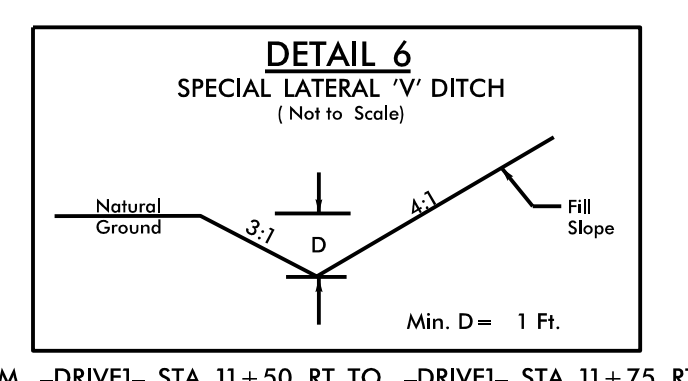 DETAIL 6
SPECIAL LATERAL 'V' DITCH
( Not to Scale)
Natural
Ground
3:1
D
4:1
Fill
Slope
Min. D = 1 Ft.
-DRIVE1- STA. 11+50 RT TO -DRIVE1- STA. 11+75 RT